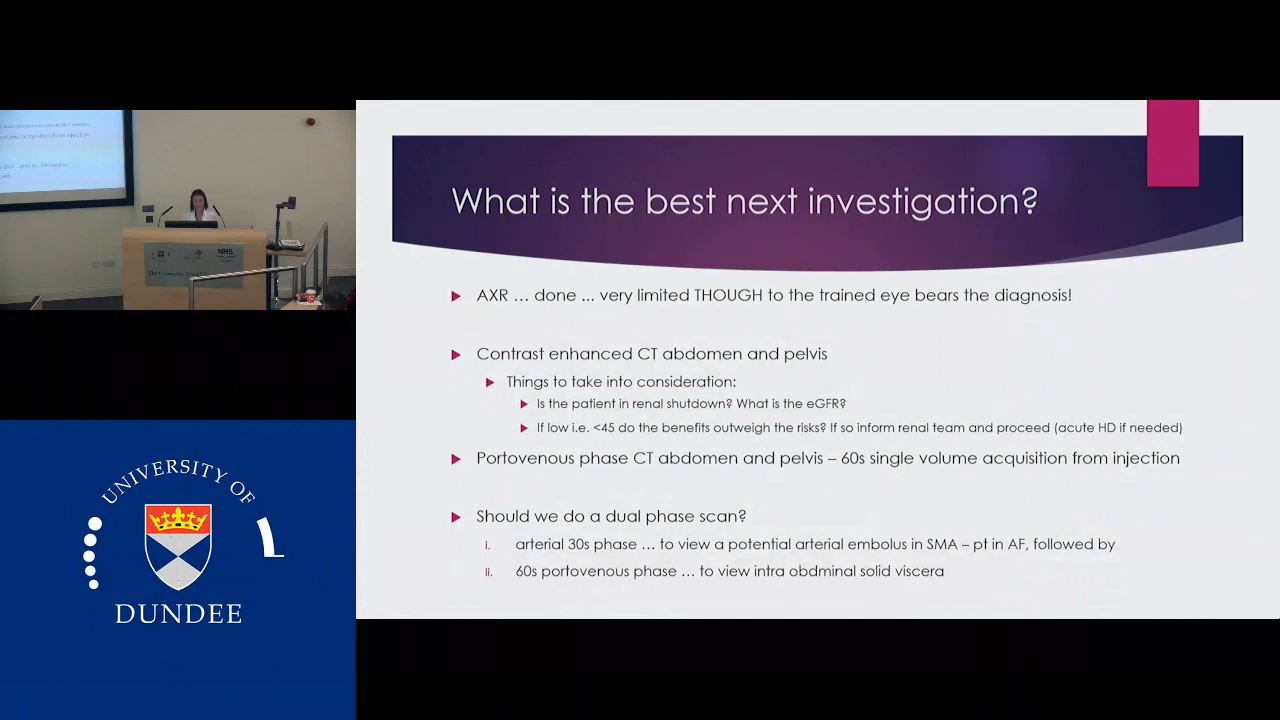 What is the best next investigation?
AXR … done ... very limited THOUGH to the trained eye bears the diagnosis!
Contrast enhanced CT abdomen and pelvis
Things to take into consideration:
Is the patient in renal shutdown? What is the eGFR?
If low i.e. <45 do the benefits outweigh the risks? If so inform renal team and proceed (acute HD if needed)
Portovenous phase CT abdomen and pelvis – 60s single volume acquisition from injection
Should we do a dual phase scan?
i. arterial 30s phase … to view a potential arterial embolus in SMA – pt in AF, followed by
ii. 60s portovenous phase … to view intra obdminal solid viscera
volume acquisition from injection
NHS
UNIVERSITY OF
DUNDEE